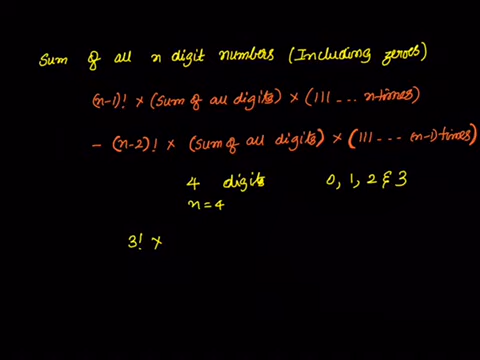 Sum of all n digit numbers (Including zeroes)
(n-1)! × (Sum of all digits) × (111 ... n times)
- (n-2)! × (Sum of all digits) × (111 ... (n-1) times)
4 digits 0, 1, 2 & 3
n = 4
3! ×